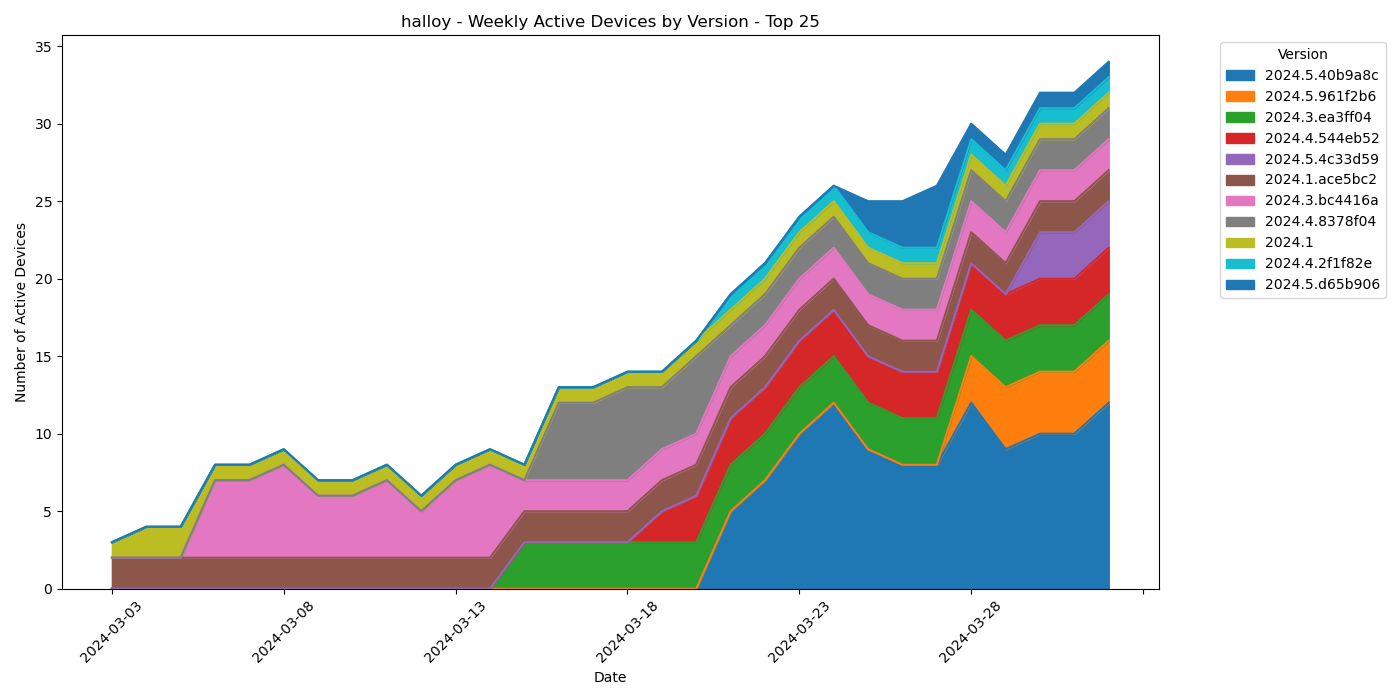 halloy - Weekly Active Devices by Version - Top 25
35
30
25
20
15
10
5
0
Number of Active Devices
2024-03-03
2024-03-08
2024-03-13
2024-03-18
2024-03-23
2024-03-28
Date
Version
2024.5.40b9a8c
2024.5.961f2b6
2024.3.ea3ff04
2024.4.544eb52
2024.5.4c33d59
2024.1.ace5bc2
2024.3.bc4416a
2024.4.8378f04
2024.1
2024.4.2f1f82e
2024.5.d65b906